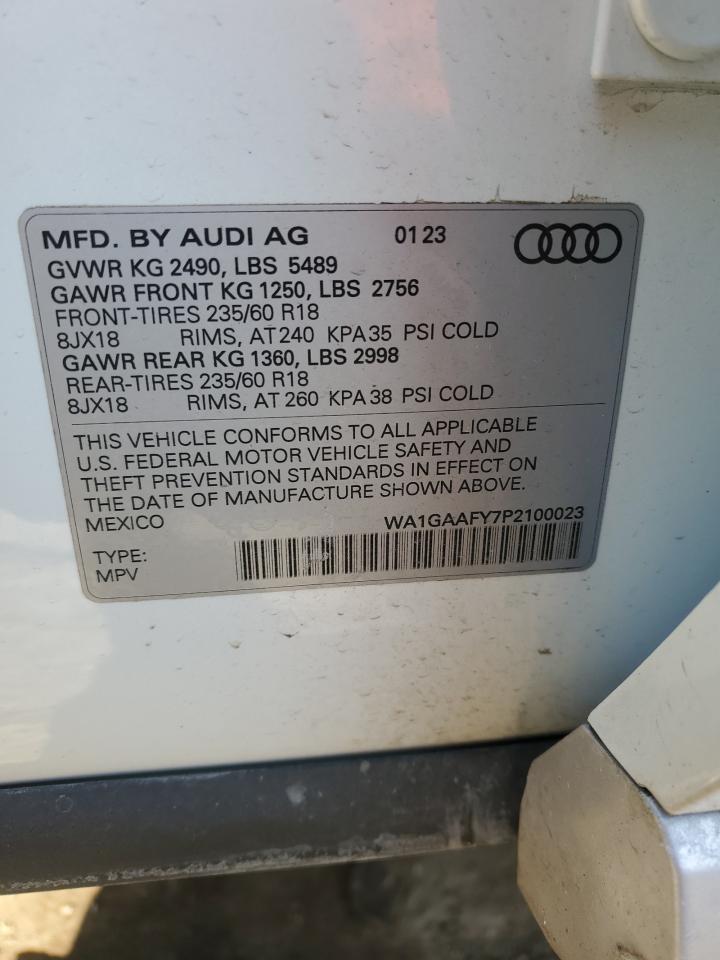 MFD. BY AUDI AG 01 23
GVWR KG 2490, LBS 5489
GAWR FRONT KG 1250, LBS 2756
FRONT-TIRES 235/60 R18
8JX18 RIMS, AT 240 KPA 35 PSI COLD
GAWR REAR KG 1360, LBS 2998
REAR-TIRES 235/60 R18
8JX18 RIMS, AT 260 KPA 38 PSI COLD
THIS VEHICLE CONFORMS TO ALL APPLICABLE
U.S. FEDERAL MOTOR VEHICLE SAFETY AND
THEFT PREVENTION STANDARDS IN EFFECT ON
THE DATE OF MANUFACTURE SHOWN ABOVE.
MEXICO WA1GAAFY7P2100023
TYPE:
MPV